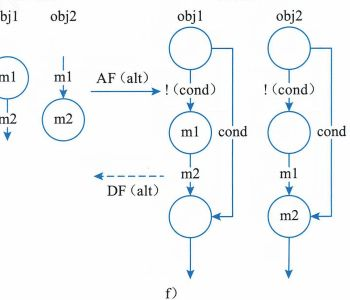 bj1 obj2 obj1 obj2
m1 m1 AF (alt) !(cond) !(cond)
m2 m2 m1 cond cond
DF (alt) m2 m1
m2
f)